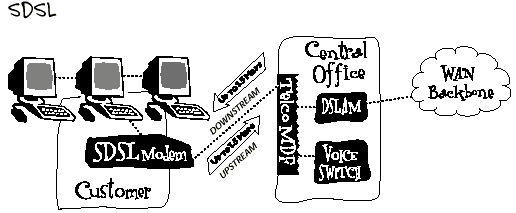 SDSL
Central
Office
WAN
Backbone
Up to 1.5 Mbps
DOWNSTREAM
Telco MDF
DSLAM
Up to 1.5 Mbps
UPSTREAM
SDSL Modem
VOICE
SWITCH
Customer